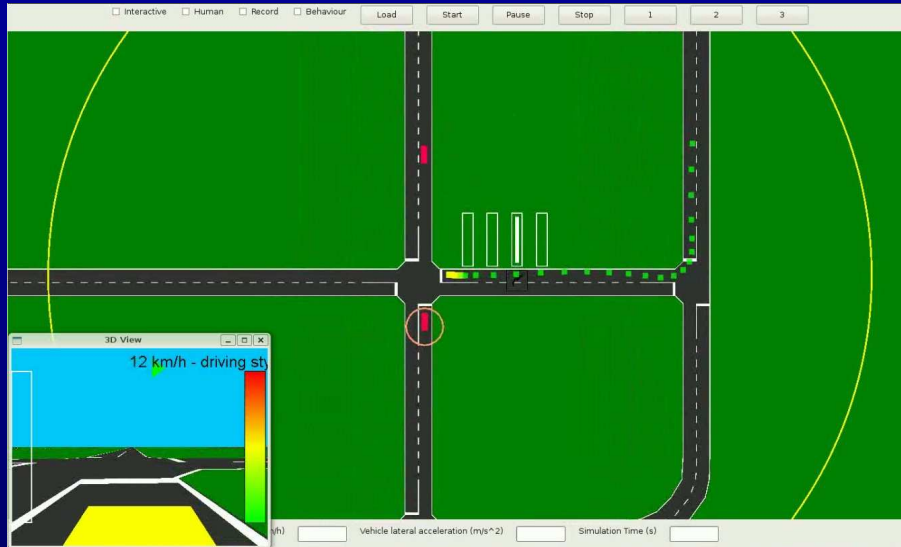 Interactive Human Record Behaviour Load Start Pause Stop 1 2 3
3D View
12 km/h - driving sty
/h) Vehicle lateral acceleration (m/s^2) Simulation Time (s)